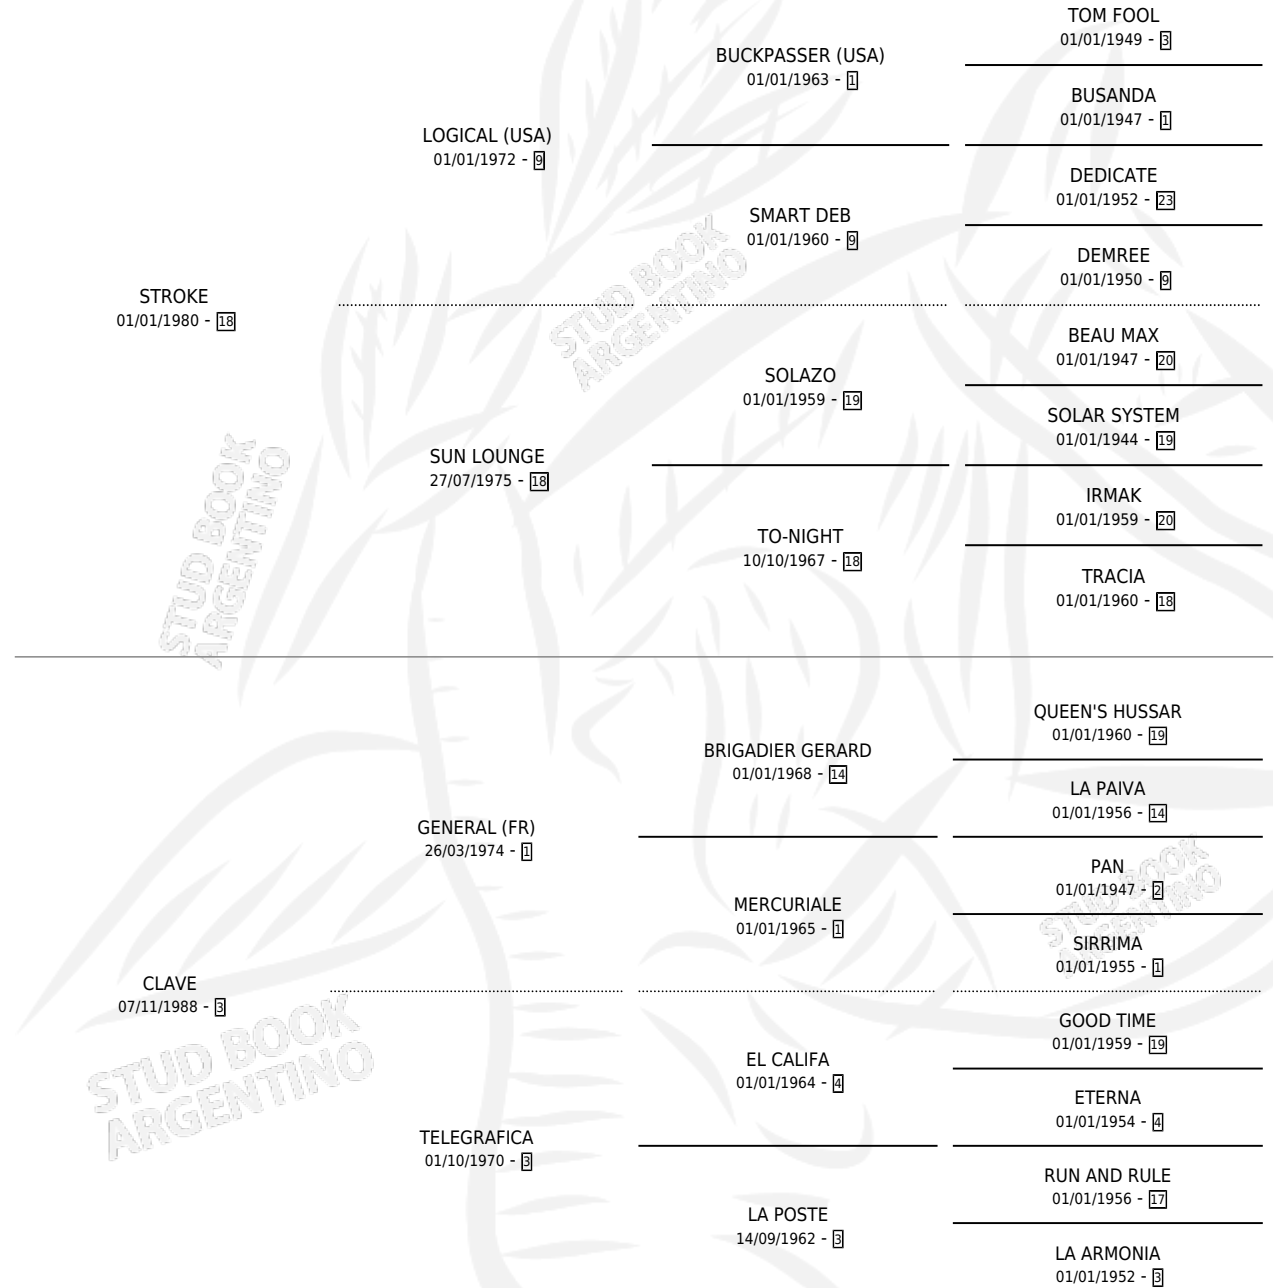 TOM FOOL
01/01/1949 - 3
BUCKPASSER (USA)
01/01/1963 - 1
BUSANDA
01/01/1947 - 1
LOGICAL (USA)
01/01/1972 - 9
DEDICATE
01/01/1952 - 23
SMART DEB
01/01/1960 - 9
DEMREE
01/01/1950 - 9
STROKE
01/01/1980 - 18
BEAU MAX
01/01/1947 - 20
SOLAZO
01/01/1959 - 19
SOLAR SYSTEM
01/01/1944 - 19
SUN LOUNGE
27/07/1975 - 18
IRMAK
01/01/1959 - 20
TO-NIGHT
10/10/1967 - 18
TRACIA
01/01/1960 - 18
QUEEN'S HUSSAR
01/01/1960 - 19
BRIGADIER GERARD
01/01/1968 - 14
LA PAIVA
01/01/1956 - 14
GENERAL (FR)
26/03/1974 - 1
PAN
01/01/1947 - 2
MERCURIALE
01/01/1965 - 1
SIRRIMA
01/01/1955 - 1
CLAVE
07/11/1988 - 3
GOOD TIME
01/01/1959 - 19
EL CALIFA
01/01/1964 - 4
ETERNA
01/01/1954 - 4
TELEGRAFICA
01/10/1970 - 3
RUN AND RULE
01/01/1956 - 17
LA POSTE
14/09/1962 - 3
LA ARMONIA
01/01/1952 - 3
STUD BOOK
ARGENTINO
STUD BOOK
ARGENTINO
STUD BOOK
ARGENTINO
STUD BOOK
ARGENTINO